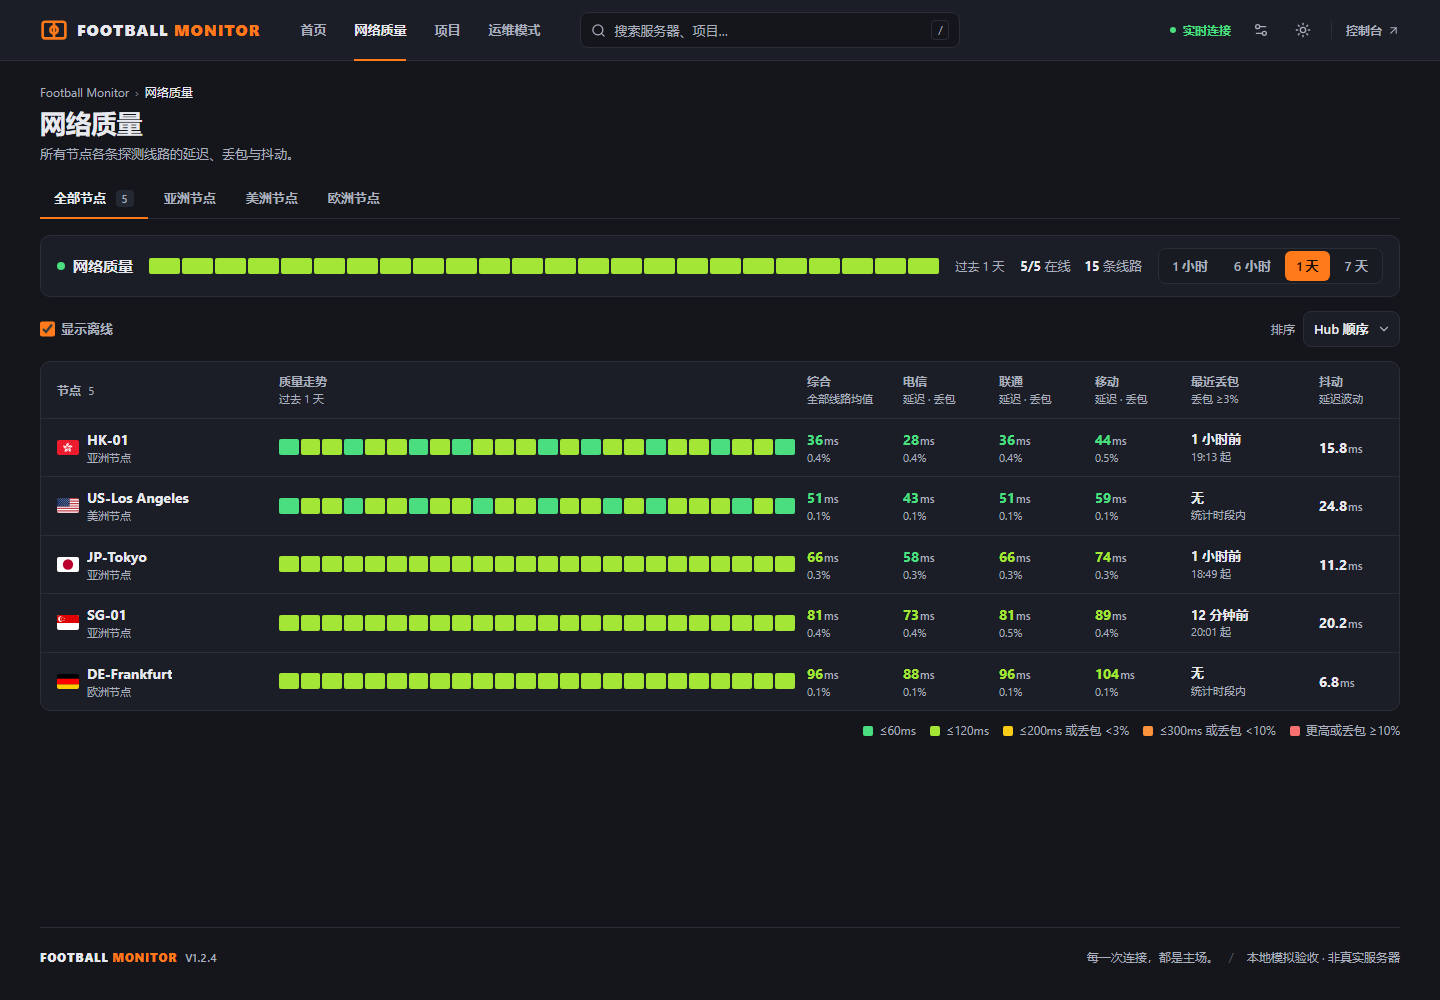 FOOTBALL MONITOR 首页 网络质量 项目 运维模式 搜索服务器、项目... / 实时连接 控制台
Football Monitor › 网络质量
网络质量
所有节点各条探测线路的延迟、丢包与抖动。
全部节点 5 亚洲节点 美洲节点 欧洲节点
网络质量 过去 1 天 5/5 在线 15 条线路 1 小时 6 小时 1 天 7 天
显示离线 排序 Hub 顺序
节点 5 质量走势 综合 电信 联通 移动 最近丢包 抖动
过去 1 天 全部线路均值 延迟 · 丢包 延迟 · 丢包 延迟 · 丢包 丢包 ≥3% 延迟波动
HK-01 36ms 28ms 36ms 44ms 1 小时前 15.8ms
亚洲节点 0.4% 0.4% 0.4% 0.5% 19:13 起
US-Los Angeles 51ms 43ms 51ms 59ms 无 24.8ms
美洲节点 0.1% 0.1% 0.1% 0.1% 统计时段内
JP-Tokyo 66ms 58ms 66ms 74ms 1 小时前 11.2ms
亚洲节点 0.3% 0.3% 0.3% 0.3% 18:49 起
SG-01 81ms 73ms 81ms 89ms 12 分钟前 20.2ms
亚洲节点 0.4% 0.4% 0.5% 0.4% 20:01 起
DE-Frankfurt 96ms 88ms 96ms 104ms 无 6.8ms
欧洲节点 0.1% 0.1% 0.1% 0.1% 统计时段内
≤60ms ≤120ms ≤200ms 或丢包 <3% ≤300ms 或丢包 <10% 更高或丢包 ≥10%
FOOTBALL MONITOR V1.2.4 每一次连接，都是主场。 / 本地模拟验收 · 非真实服务器